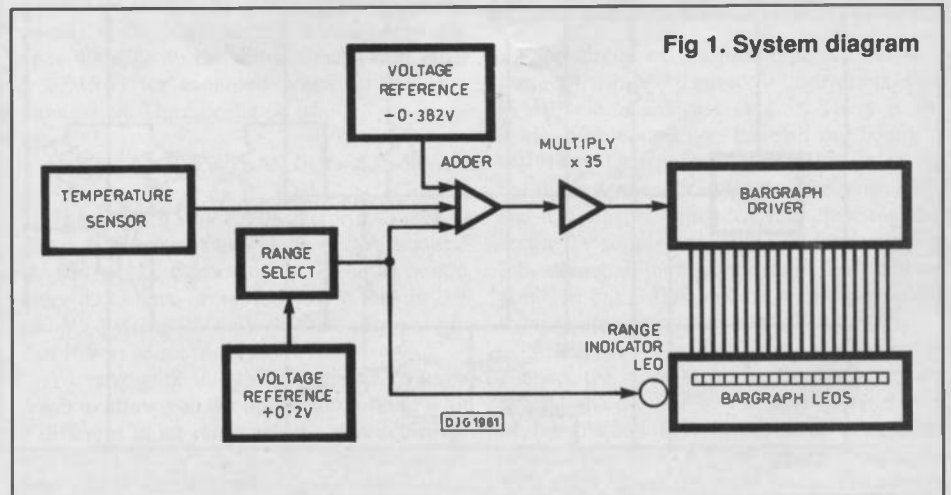 Fig 1. System diagram
VOLTAGE
REFERENCE
-0·382V
ADDER
MULTIPLY
x 35
TEMPERATURE
SENSOR
RANGE
SELECT
BARGRAPH
DRIVER
VOLTAGE
REFERENCE
+0·2V
RANGE
INDICATOR
LED
BARGRAPH LEDS
DJG1981